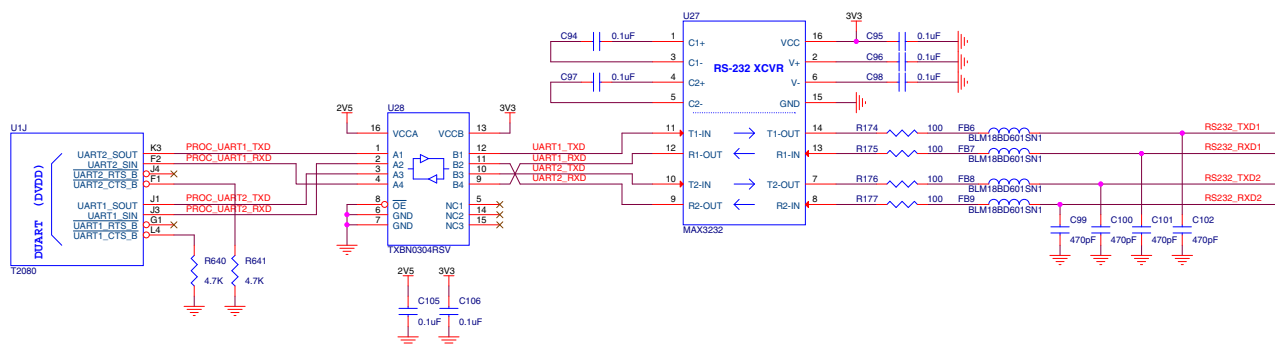 U1J
DUART (DVDD)
UART2_SOUT K3 PROC_UART1_TXD
UART2_SIN F2 PROC_UART1_RXD
UART2_RTS_B J4
UART2_CTS_B F1
UART1_SOUT J1 PROC_UART2_TXD
UART1_SIN J3 PROC_UART2_RXD
UART1_RTS_B G1
UART1_CTS_B L4
T2080
R640 4.7K
R641 4.7K
2V5
U28
3V3
16 VCCA VCCB 13
1 A1 B1 12 UART1_TXD
2 A2 B2 11 UART1_RXD
3 A3 B3 10 UART2_TXD
4 A4 B4 9 UART2_RXD
8 OE NC1 5
6 GND NC2 14
7 GND NC3 15
TXBN0304RSV
2V5
3V3
C105 0.1uF
C106 0.1uF
U27
3V3
C94 0.1uF 1 C1+ VCC 16 C95 0.1uF
3 C1- V+ 2 C96 0.1uF
RS-232 XCVR
C97 0.1uF 4 C2+ V- 6 C98 0.1uF
5 C2- GND 15
11 T1-IN T1-OUT 14 R174 100 FB6 BLM18BD601SN1 RS232_TXD1
12 R1-OUT R1-IN 13 R175 100 FB7 BLM18BD601SN1 RS232_RXD1
10 T2-IN T2-OUT 7 R176 100 FB8 BLM18BD601SN1 RS232_TXD2
9 R2-OUT R2-IN 8 R177 100 FB9 BLM18BD601SN1 RS232_RXD2
MAX3232
C99 C100 C101 C102
470pF 470pF 470pF 470pF